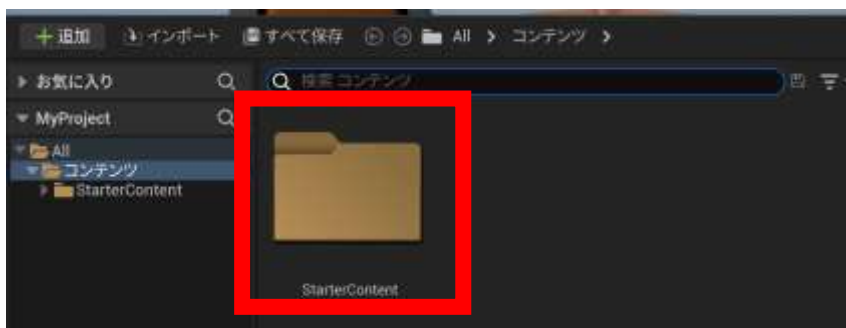 追加 インポート すべて保存 All > コンテンツ >
お気に入り
検索 コンテンツ
MyProject
All
コンテンツ
StarterContent
StarterContent